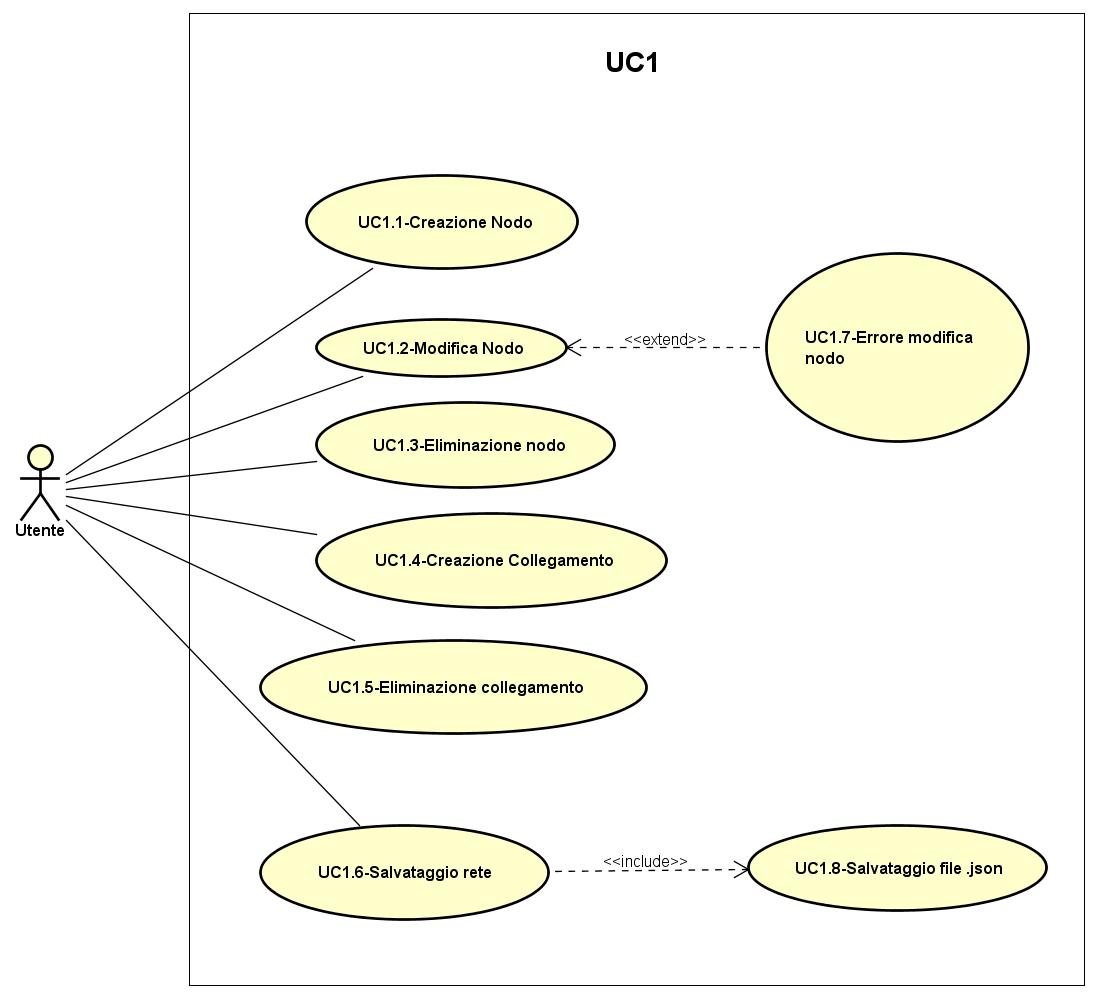 UC1
UC1.1-Creazione Nodo
UC1.2-Modifica Nodo
<<extend>>
UC1.7-Errore modifica
nodo
UC1.3-Eliminazione nodo
Utente
UC1.4-Creazione Collegamento
UC1.5-Eliminazione collegamento
UC1.6-Salvataggio rete
<<include>>
UC1.8-Salvataggio file .json